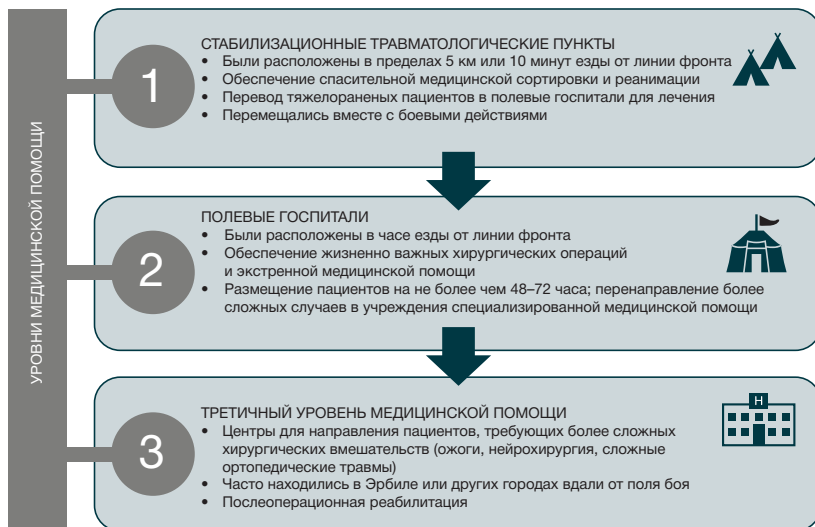 УРОВНИ МЕДИЦИНСКОЙ ПОМОЩИ
1
СТАБИЛИЗАЦИОННЫЕ ТРАВМАТОЛОГИЧЕСКИЕ ПУНКТЫ
• Были расположены в пределах 5 км или 10 минут езды от линии фронта
• Обеспечение спасительной медицинской сортировки и реанимации
• Перевод тяжелораненых пациентов в полевые госпитали для лечения
• Перемещались вместе с боевыми действиями
2
ПОЛЕВЫЕ ГОСПИТАЛИ
• Были расположены в часе езды от линии фронта
• Обеспечение жизненно важных хирургических операций
и экстренной медицинской помощи
• Размещение пациентов на не более чем 48–72 часа; перенаправление более
сложных случаев в учреждения специализированной медицинской помощи
3
ТРЕТИЧНЫЙ УРОВЕНЬ МЕДИЦИНСКОЙ ПОМОЩИ
• Центры для направления пациентов, требующих более сложных
хирургических вмешательств (ожоги, нейрохирургия, сложные
ортопедические травмы)
• Часто находились в Эрбиле или других городах вдали от поля боя
• Послеоперационная реабилитация
H